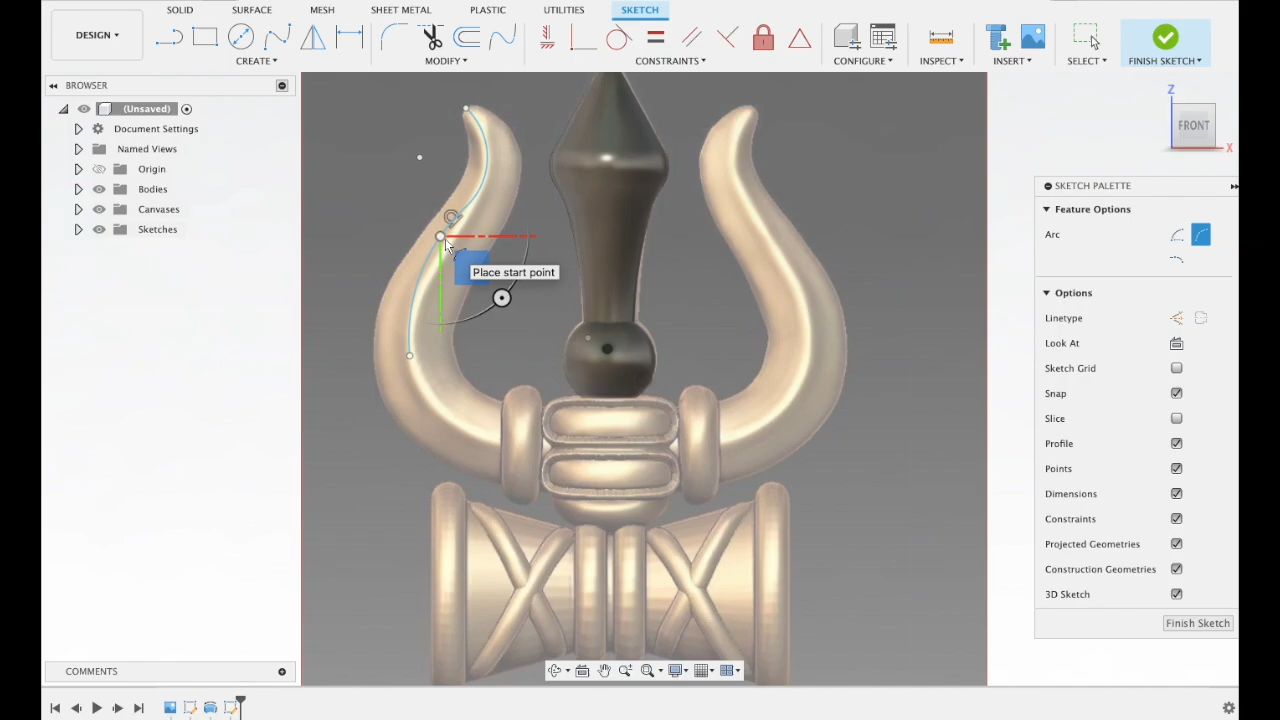 SOLID SURFACE MESH SHEET METAL PLASTIC UTILITIES SKETCH
DESIGN
CREATE MODIFY CONSTRAINTS CONFIGURE INSPECT INSERT SELECT FINISH SKETCH
BROWSER
(Unsaved)
Document Settings
Named Views
Origin
Bodies
Canvases
Sketches
Place start point
Z
FRONT
X
SKETCH PALETTE
Feature Options
Arc
Options
Linetype
Look At
Sketch Grid
Snap
Slice
Profile
Points
Dimensions
Constraints
Projected Geometries
Construction Geometries
3D Sketch
Finish Sketch
COMMENTS